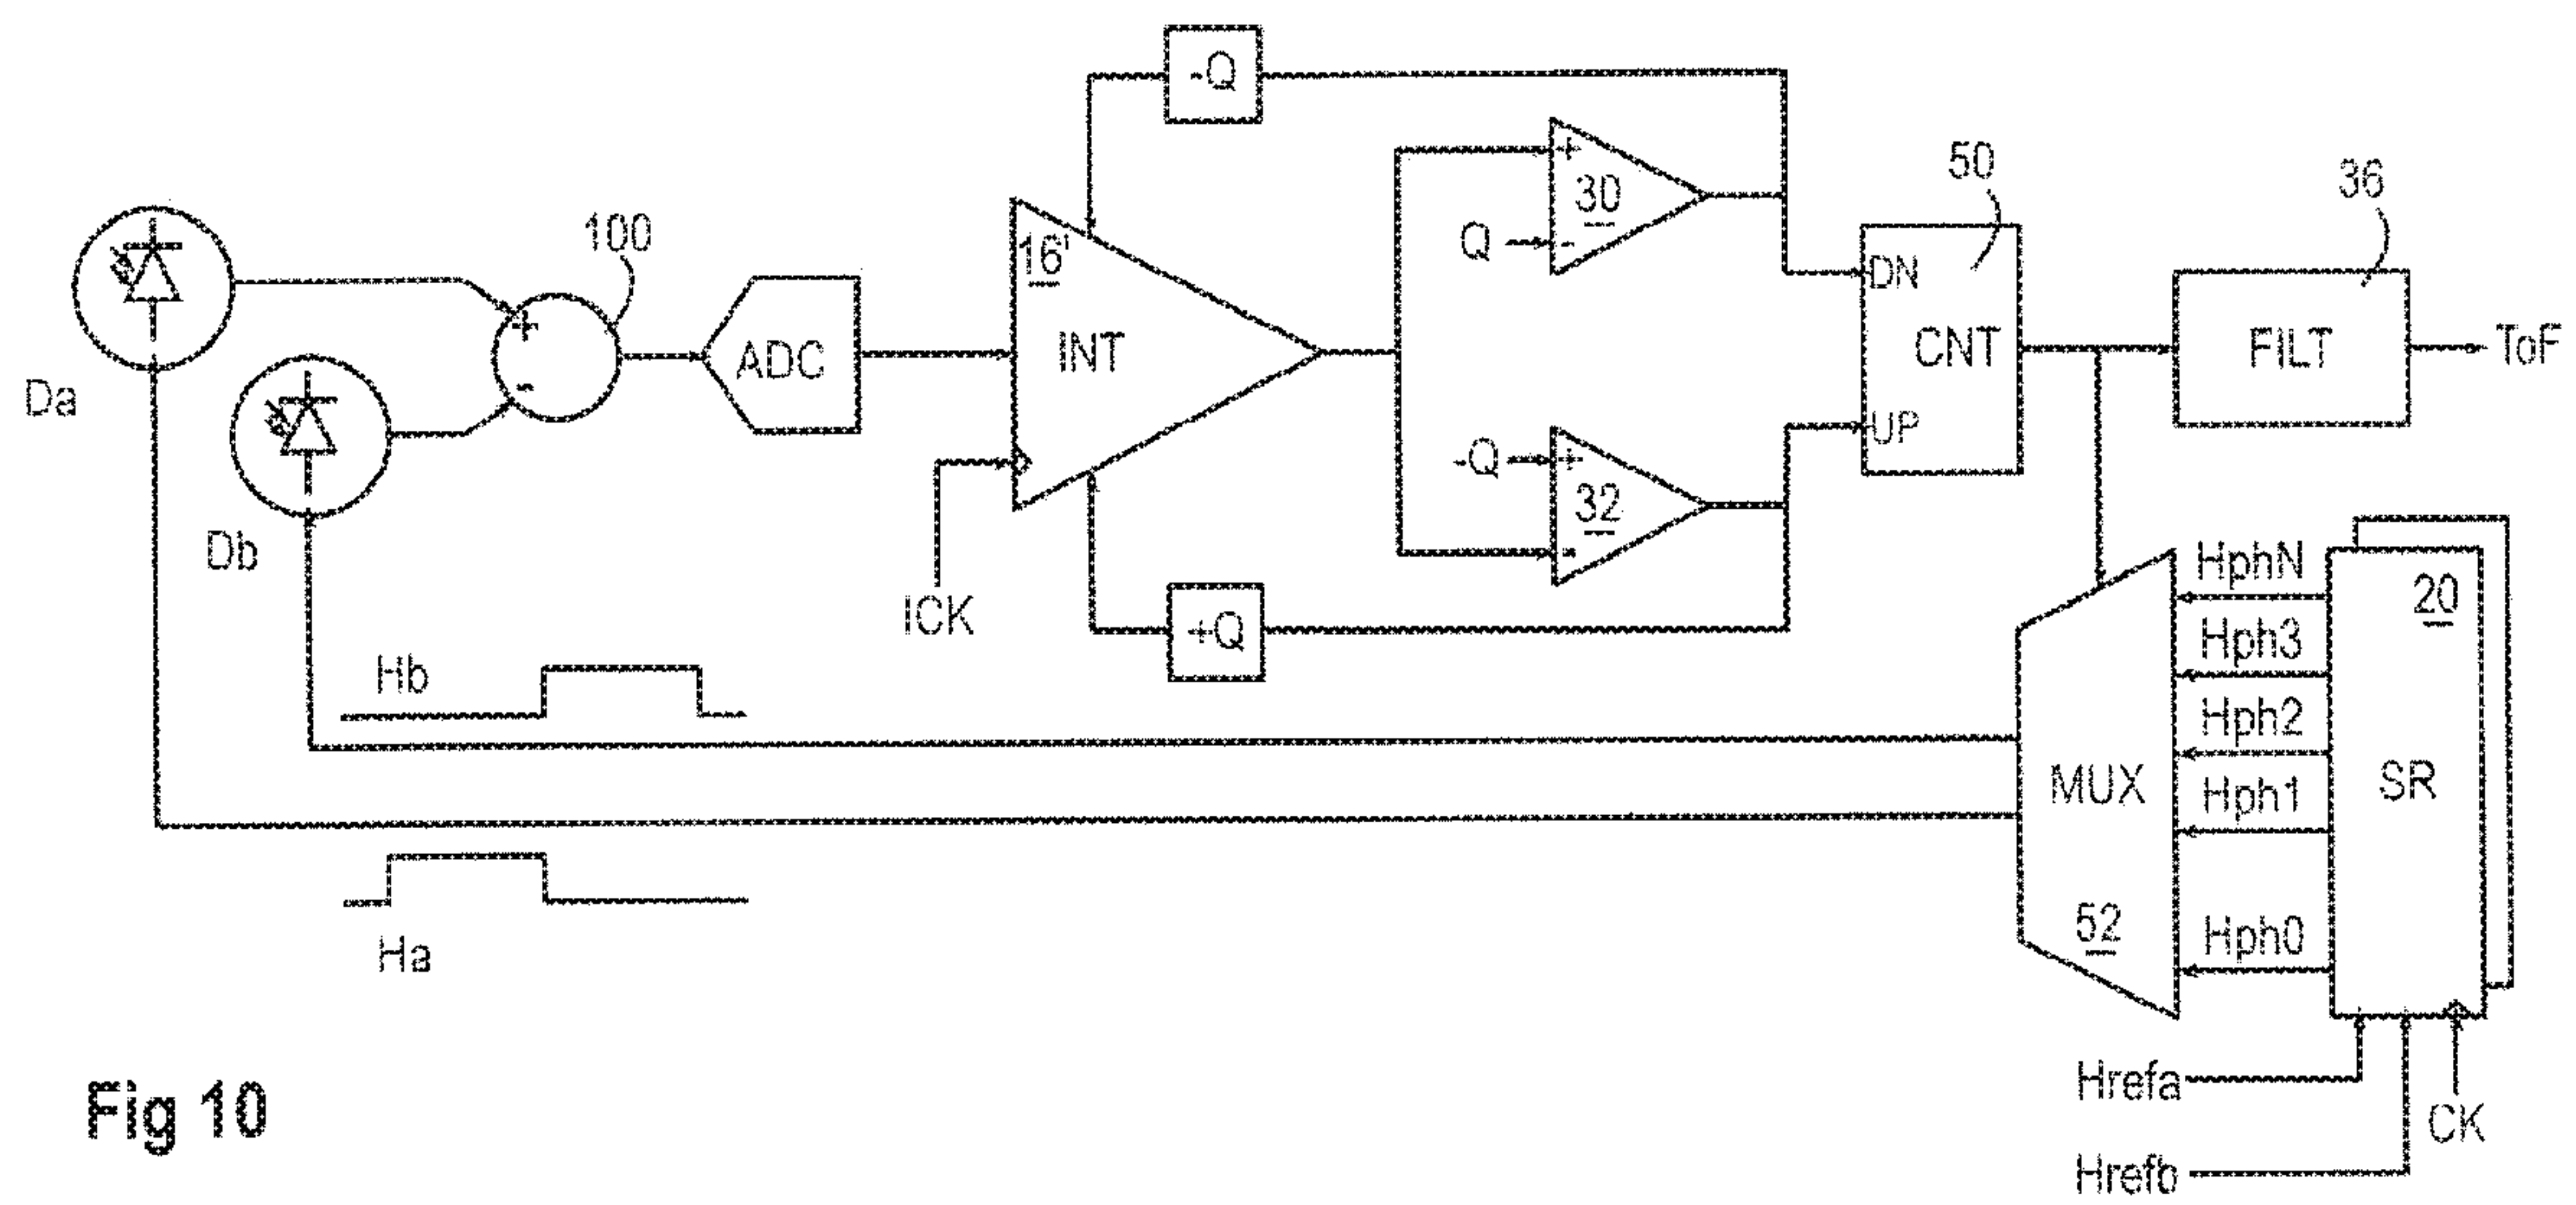 -Q
50
36
100
+
30
Q
-
DN
16'
Da
+
-
ADC
INT
CNT
FILT
ToF
UP
-Q
+
32
-
Db
ICK
+Q
HphN
20
Hph3
Hb
Hph2
MUX
SR
Hph1
52
Hph0
Ha
Hrefa
Fig 10
CK
Hrefb